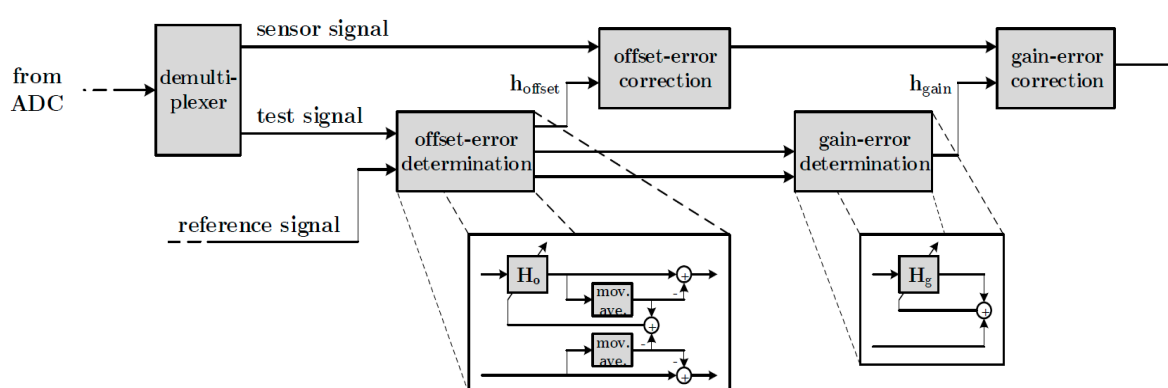 from
ADC
demulti-
plexer
sensor signal
test signal
reference signal
offset-error
determination
h_offset
offset-error
correction
gain-error
determination
h_gain
gain-error
correction
H_o
mov.
ave.
+
-
+
-
mov.
ave.
-
+
H_g
+
-